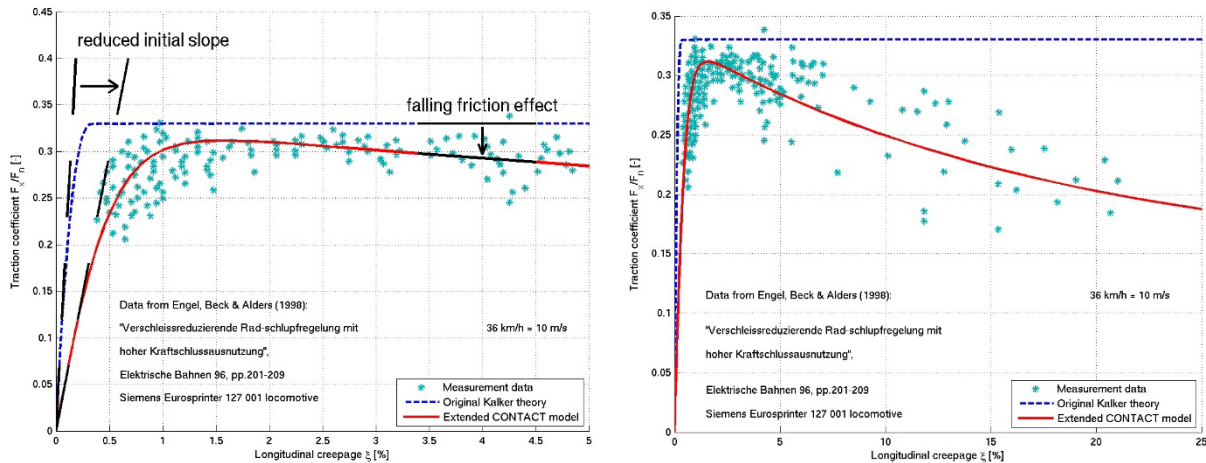 reduced initial slope
falling friction effect
Traction coefficient Fx/Fn [-]
0.45
0.4
0.35
0.3
0.25
0.2
0.15
0.1
0.05
0
Data from Engel, Beck & Alders (1998):
"Verschleissreduzierende Rad-schlupfregelung mit
hoher Kraftschlussausnutzung",
Elektrische Bahnen 96, pp.201-209
Siemens Eurosprinter 127 001 locomotive
36 km/h = 10 m/s
Measurement data
Original Kalker theory
Extended CONTACT model
0 0.5 1 1.5 2 2.5 3 3.5 4 4.5 5
Longitudinal creepage ξ [%]
Traction coefficient Fx/Fn [-]
0.35
0.3
0.25
0.2
0.15
0.1
0.05
0
Data from Engel, Beck & Alders (1998):
"Verschleissreduzierende Rad-schlupfregelung mit
hoher Kraftschlussausnutzung",
Elektrische Bahnen 96, pp.201-209
Siemens Eurosprinter 127 001 locomotive
36 km/h = 10 m/s
Measurement data
Original Kalker theory
Extended CONTACT model
0 5 10 15 20 25
Longitudinal creepage ξ [%]